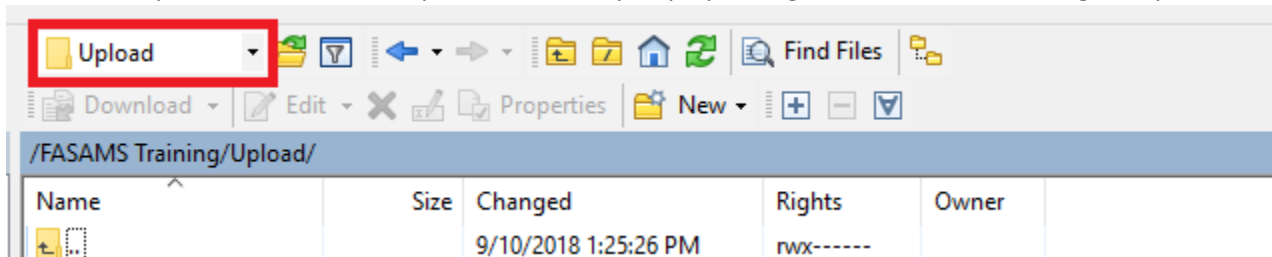 Upload
Find Files
Download Edit Properties New
/FASAMS Training/Upload/
Name Size Changed Rights Owner
.. 9/10/2018 1:25:26 PM rwx------